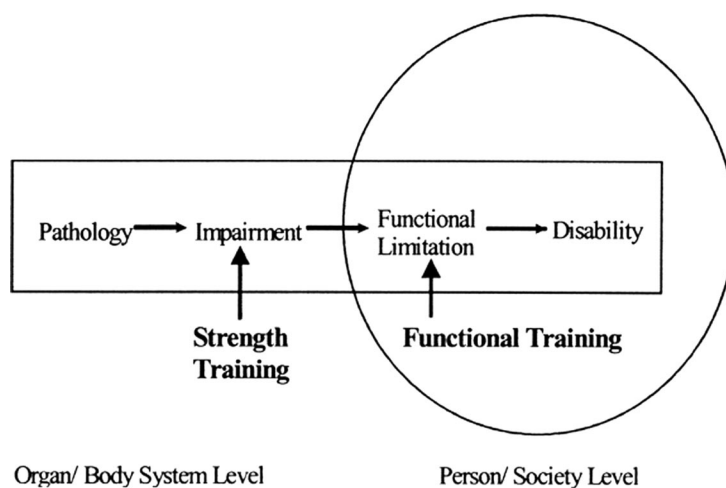 Pathology
Impairment
Functional
Limitation
Disability
Strength
Training
Functional Training
Organ/ Body System Level
Person/ Society Level